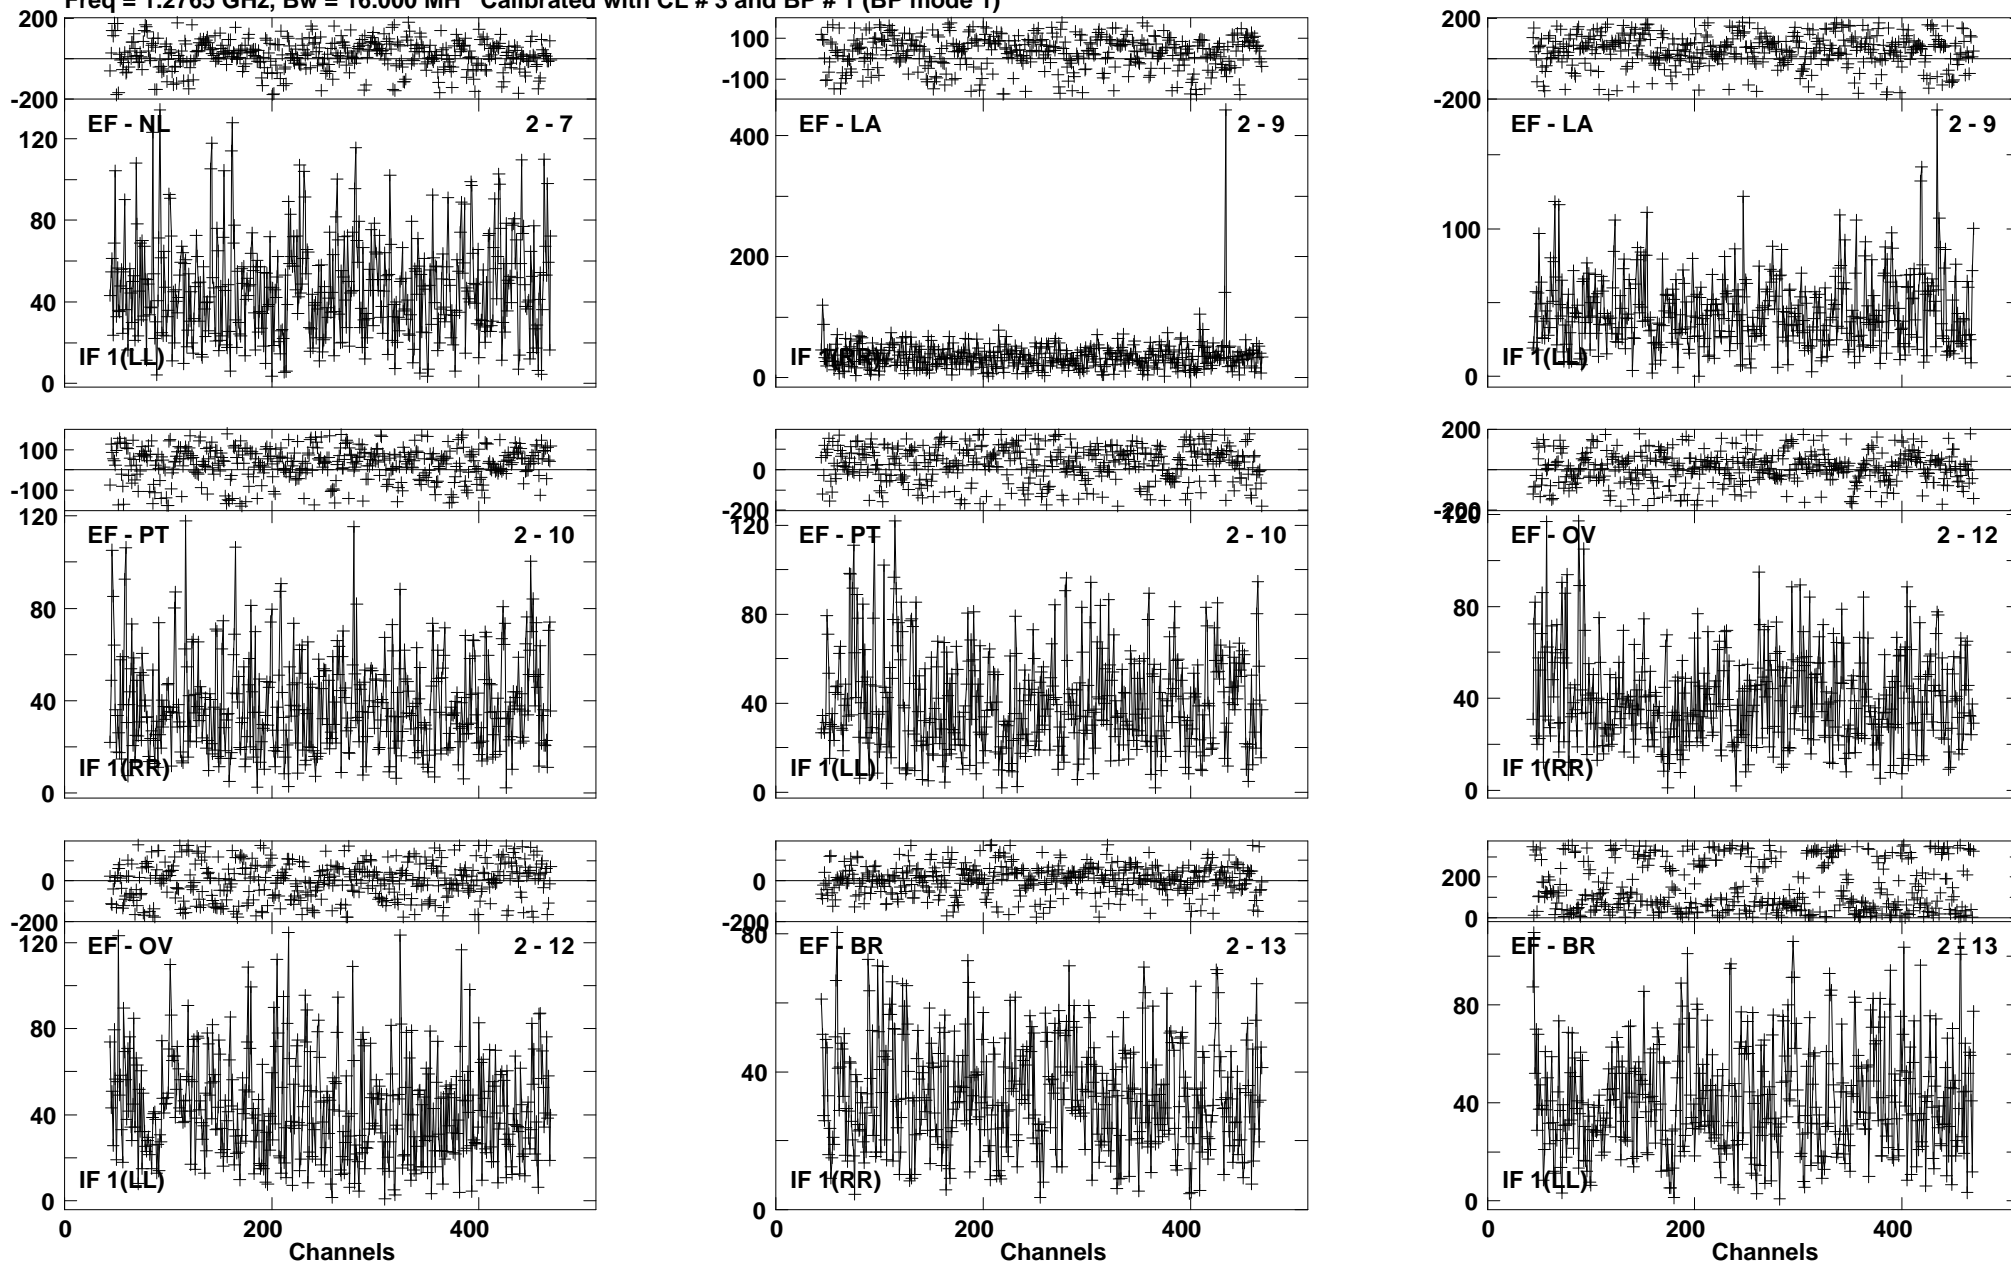 Freq = 1.2765 GHz, Bw = 16.000 MH Calibrated with CL # 3 and BP # 1 (BP mode 1)
200
-200
EF - NL 2 - 7
120
80
40
0
IF 1(LL)
100
-100
EF - LA 2 - 9
400
200
0
IF 1(RR)
200
-200
EF - LA 2 - 9
100
0
IF 1(LL)
100
-100
120
EF - PT 2 - 10
80
40
0
IF 1(RR)
0
-200
120
EF - PT 2 - 10
80
40
0
IF 1(LL)
200
0
-200
120
EF - OV 2 - 12
80
40
0
IF 1(RR)
0
-200
120
EF - OV 2 - 12
80
40
0
IF 1(LL)
0 200 400
Channels
0
-200
80
EF - BR 2 - 13
40
0
IF 1(RR)
0 200 400
Channels
200
0
EF - BR 2 - 13
80
40
0
IF 1(LL)
0 200 400
Channels